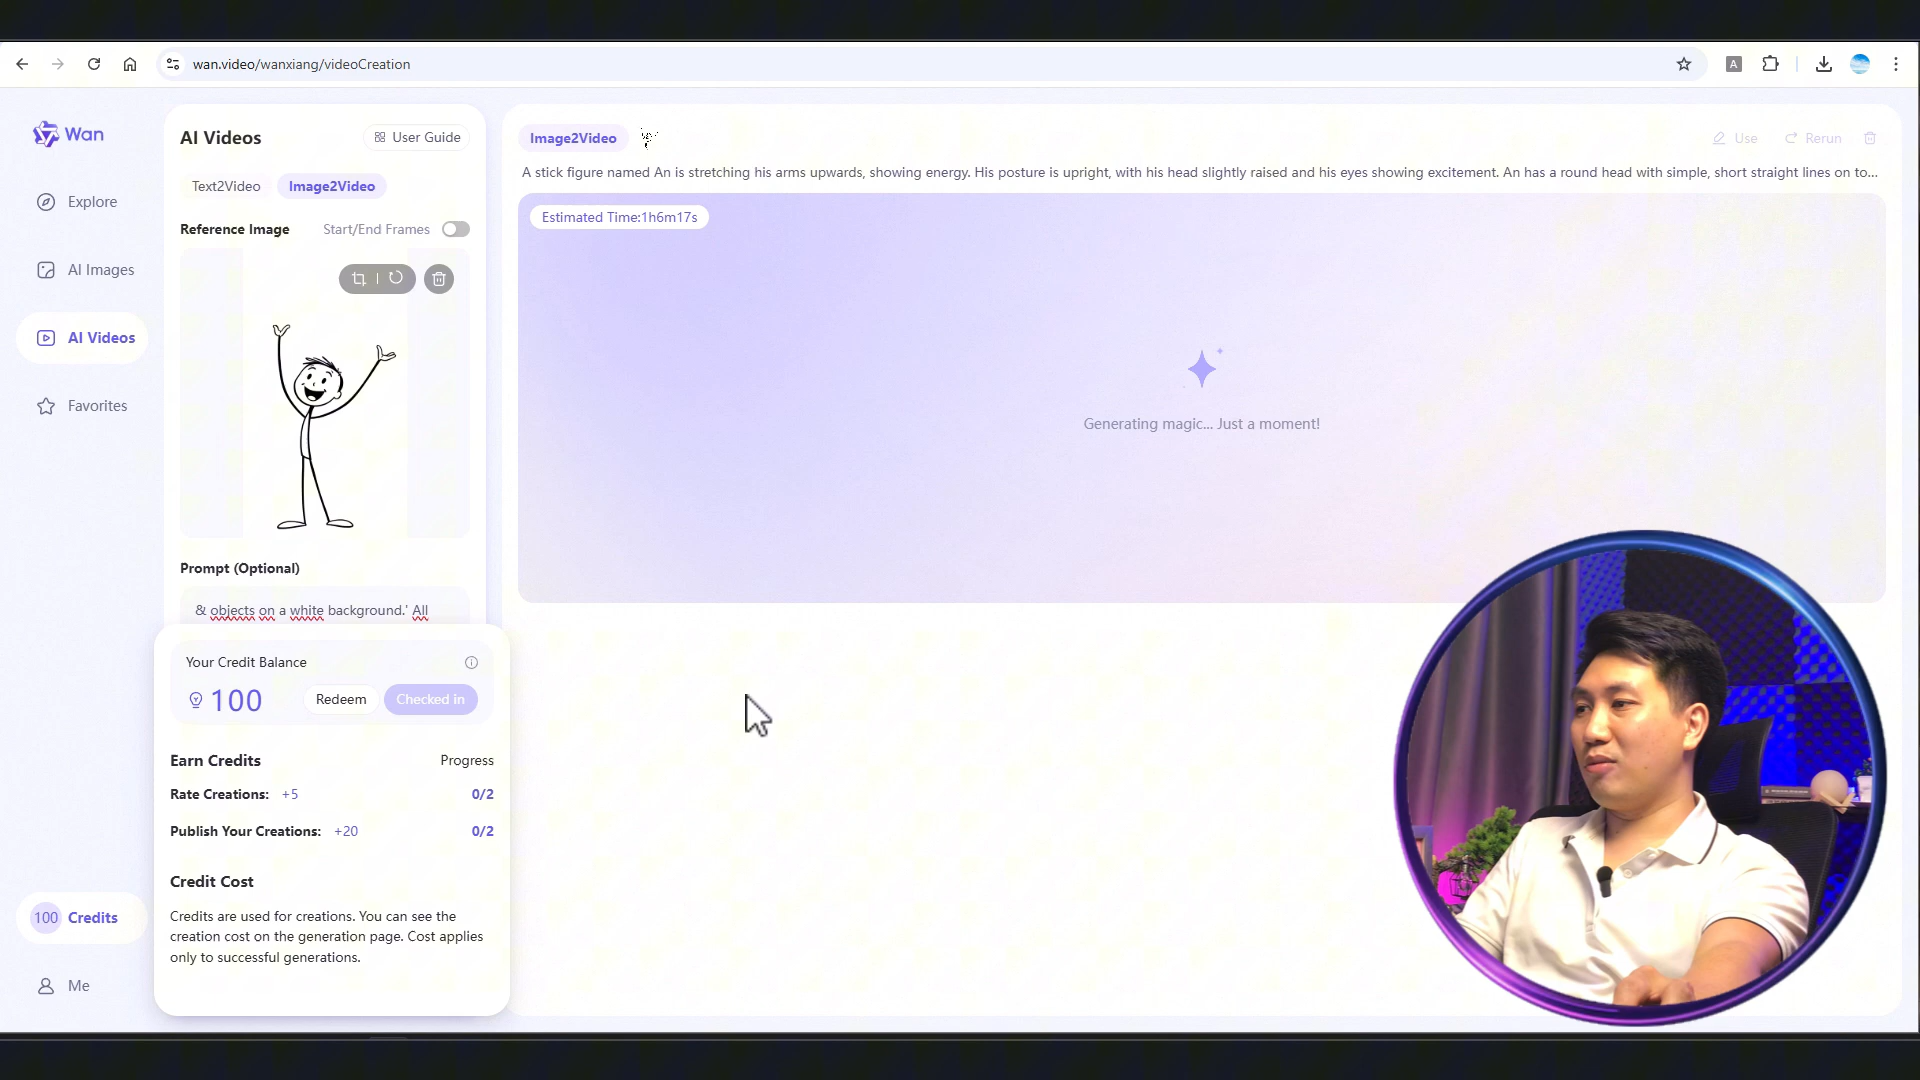 wan.video/wanxiang/videoCreation
A
Wan
Explore
AI Images
AI Videos
Favorites
100 Credits
Me
AI Videos
User Guide
Text2Video
Image2Video
Reference Image
Start/End Frames
Prompt (Optional)
& objects on a white background.' All
Your Credit Balance
100
Redeem
Checked in
Earn Credits
Progress
Rate Creations: +5
0/2
Publish Your Creations: +20
0/2
Credit Cost
Credits are used for creations. You can see the
creation cost on the generation page. Cost applies
only to successful generations.
Image2Video
Use
Rerun
A stick figure named An is stretching his arms upwards, showing energy. His posture is upright, with his head slightly raised and his eyes showing excitement. An has a round head with simple, short straight lines on to...
Estimated Time:1h6m17s
Generating magic... Just a moment!